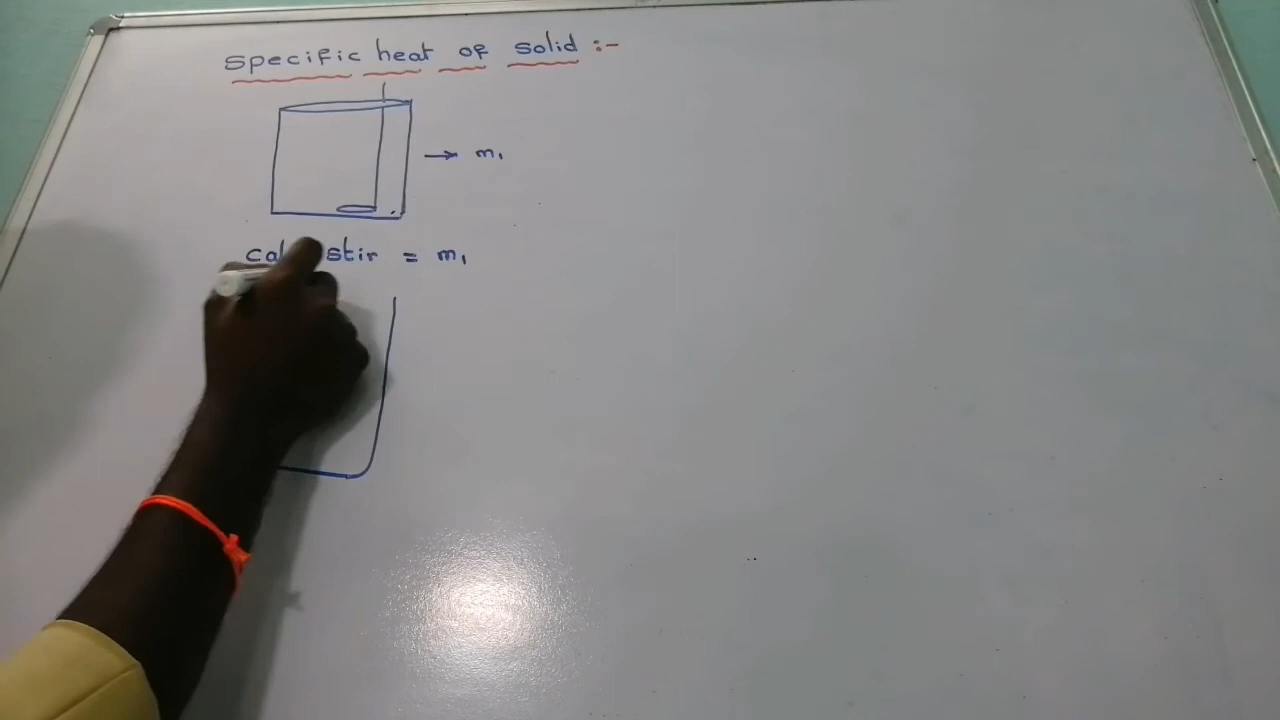 specific heat of solid :-
→ m₁
cal stir = m₁